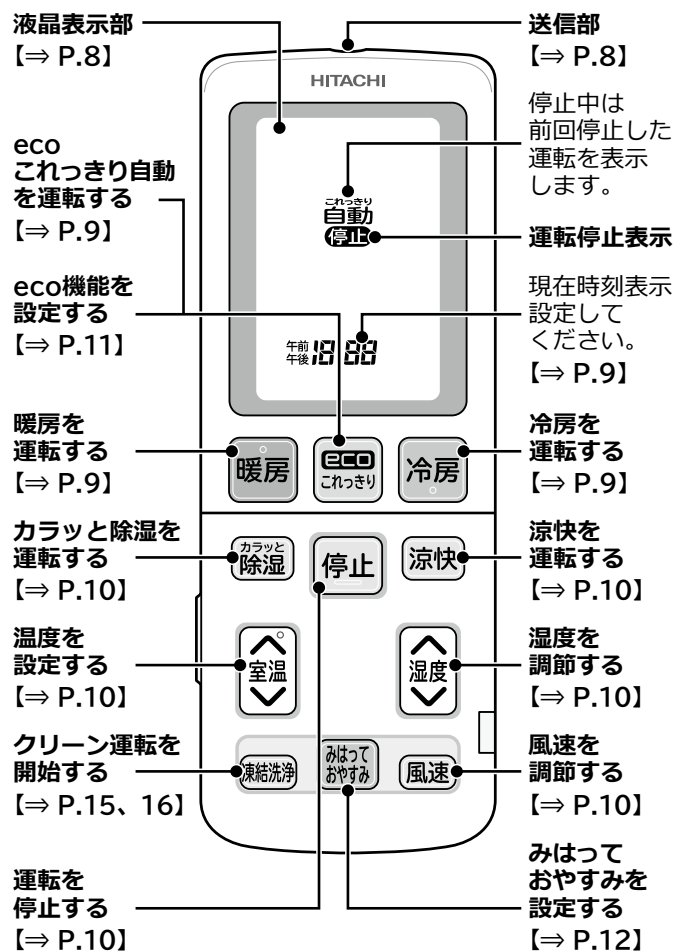 液晶表示部
【⇒ P.8】
eco
これっきり自動
を運転する
【⇒ P.9】
eco機能を
設定する
【⇒ P.11】
暖房を
運転する
【⇒ P.9】
カラッと除湿を
運転する
【⇒ P.10】
温度を
設定する
【⇒ P.10】
クリーン運転を
開始する
【⇒ P.15、16】
運転を
停止する
【⇒ P.10】
HITACHI
これっきり
自動
停止
午前
午後
18 88
暖房
eco
これっきり
冷房
カラッと
除湿
停止
涼快
室温
湿度
凍結洗浄
みはって
おやすみ
風速
送信部
【⇒ P.8】
停止中は
前回停止した
運転を表示
します。
運転停止表示
現在時刻表示
設定して
ください。
【⇒ P.9】
冷房を
運転する
【⇒ P.9】
涼快を
運転する
【⇒ P.10】
湿度を
調節する
【⇒ P.10】
風速を
調節する
【⇒ P.10】
みはって
おやすみを
設定する
【⇒ P.12】